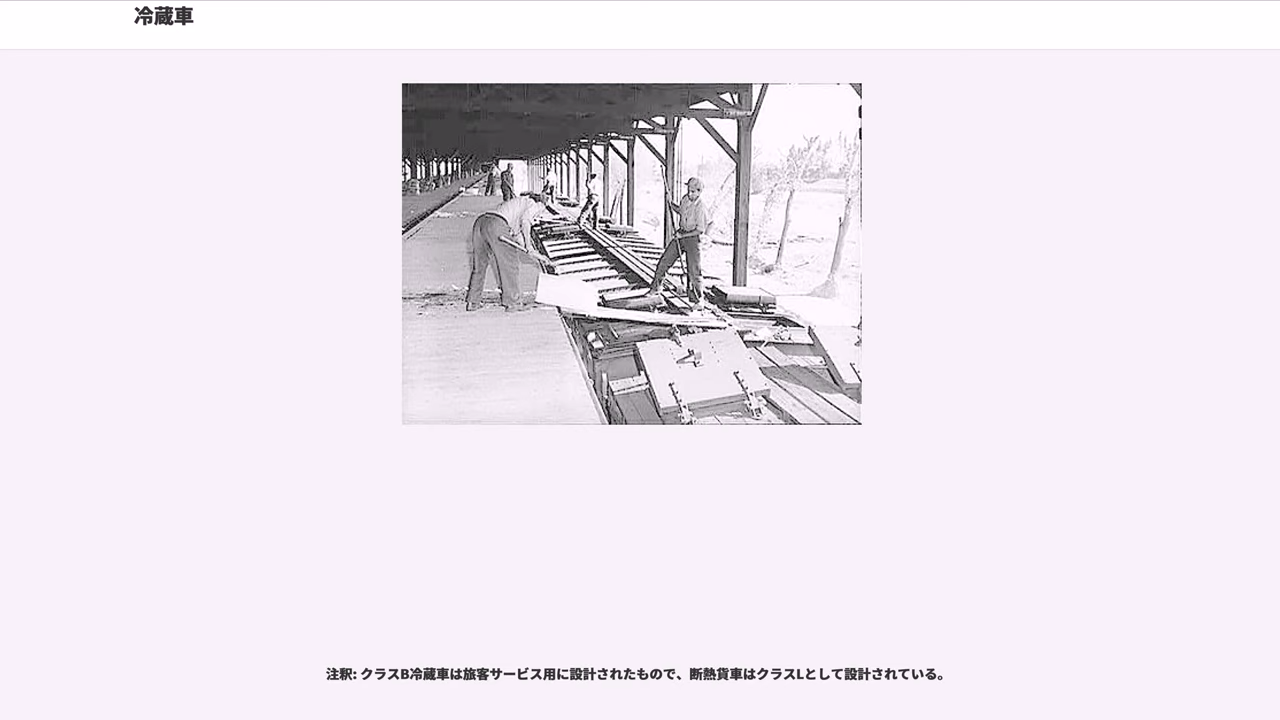 冷蔵車
注釈: クラスB冷蔵車は旅客サービス用に設計されたもので、断熱貨車はクラスLとして設計されている。